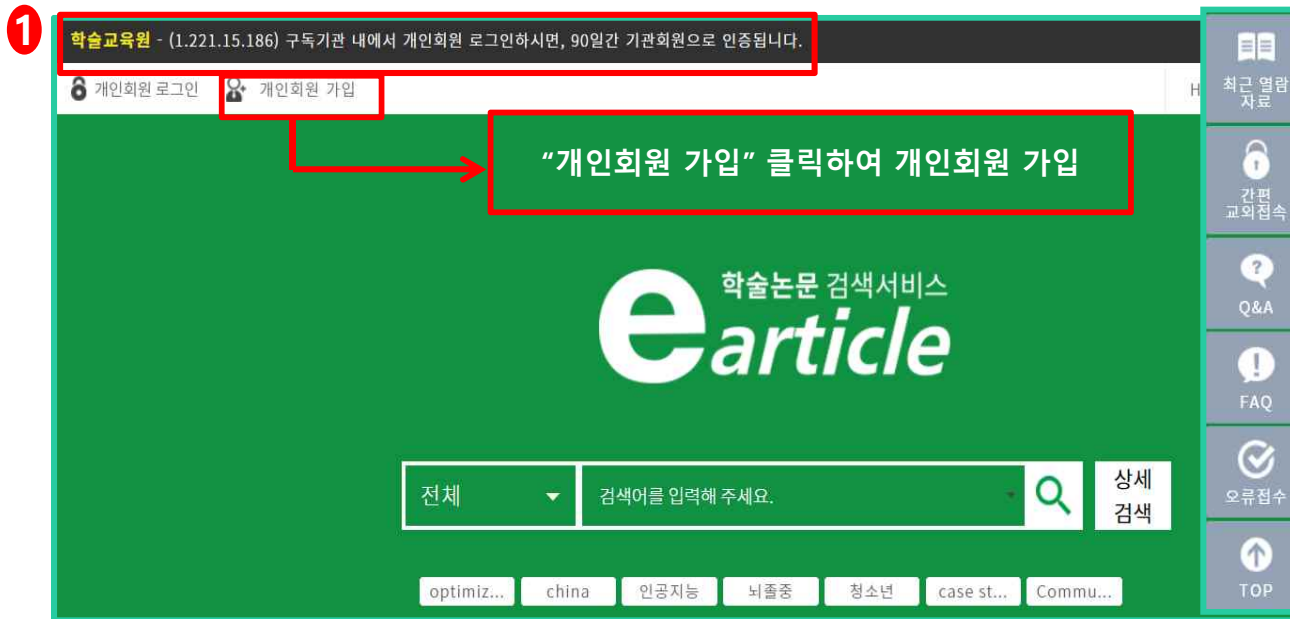 1
학술교육원 - (1.221.15.186) 구독기관 내에서 개인회원 로그인하시면, 90일간 기관회원으로 인증됩니다.
개인회원 로그인 개인회원 가입 H
“개인회원 가입” 클릭하여 개인회원 가입
학술논문 검색서비스
earticle
전체 검색어를 입력해 주세요. 상세
검색
optimiz... china 인공지능 뇌졸중 청소년 case st... Commu...
최근 열람
자료
간편
교외접속
Q&A
FAQ
오류접수
TOP